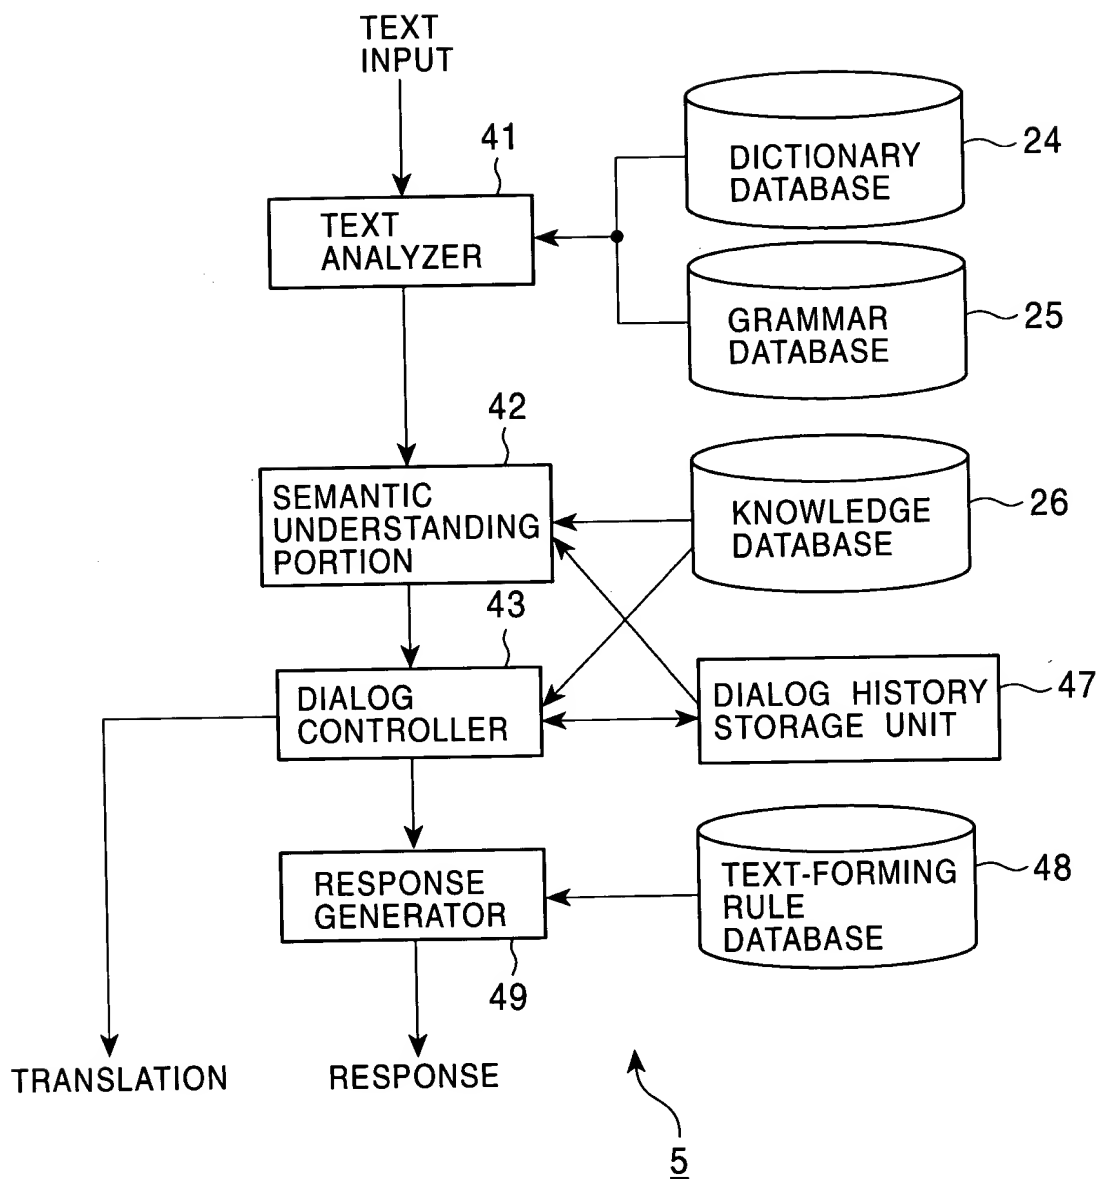 TEXT
INPUT
41
TEXT
ANALYZER
DICTIONARY
DATABASE
24
GRAMMAR
DATABASE
25
42
SEMANTIC
UNDERSTANDING
PORTION
KNOWLEDGE
DATABASE
26
43
DIALOG
CONTROLLER
DIALOG HISTORY
STORAGE UNIT
47
RESPONSE
GENERATOR
49
TEXT-FORMING
RULE
DATABASE
48
TRANSLATION
RESPONSE
5